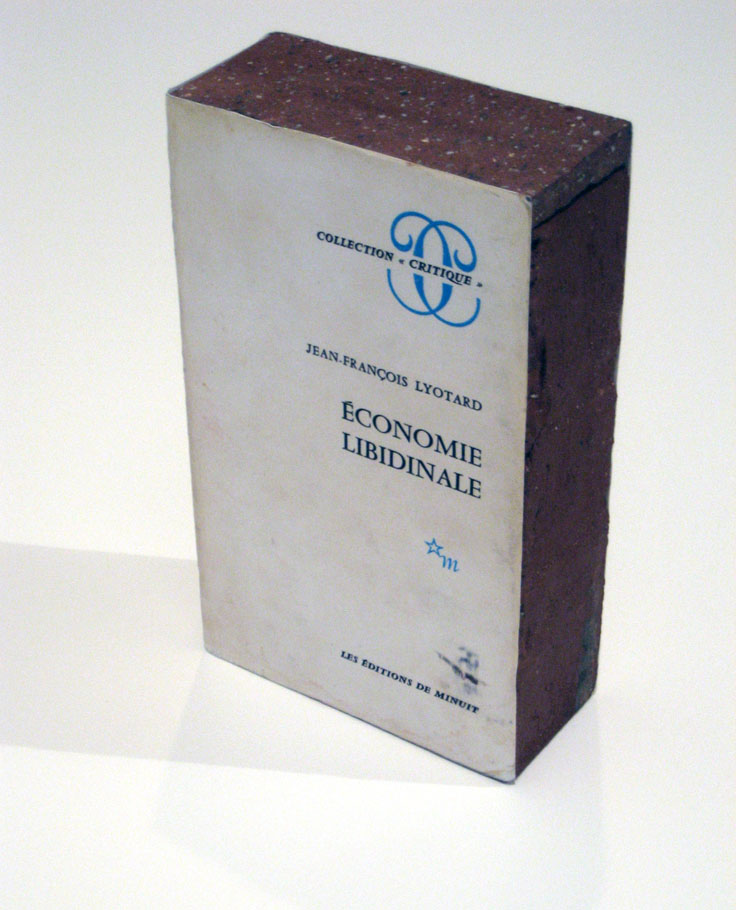 COLLECTION « CRITIQUE »
JEAN-FRANÇOIS LYOTARD
ÉCONOMIE
LIBIDINALE
m
LES ÉDITIONS DE MINUIT